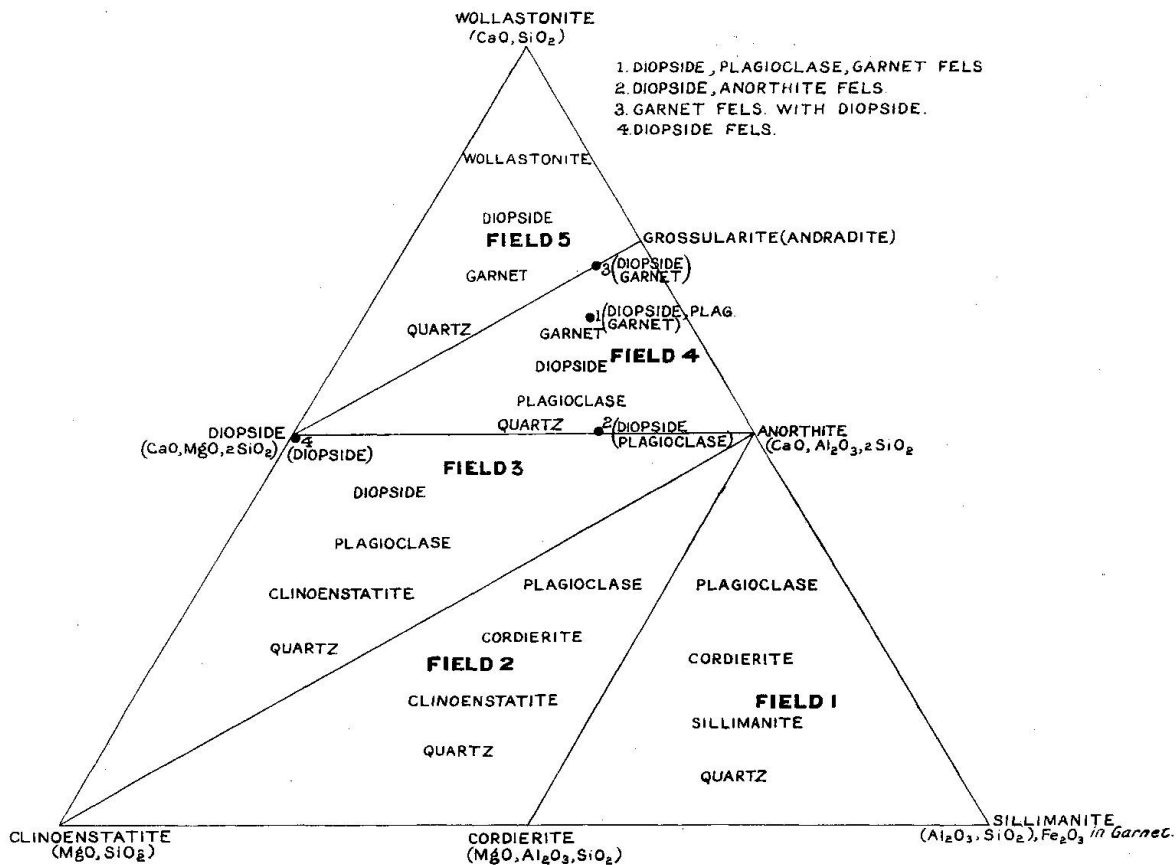 WOLLASTONITE
(CaO, SiO₂)
1. DIOPSIDE, PLAGIOCLASE, GARNET FELS
2. DIOPSIDE, ANORTHITE FELS.
3. GARNET FELS. WITH DIOPSIDE.
4. DIOPSIDE FELS.
WOLLASTONITE
DIOPSIDE
FIELD 5
GARNET
QUARTZ
GROSSULARITE (ANDRADITE)
3 (DIOPSIDE)
(GARNET)
1 (DIOPSIDE, PLAG.
(GARNET)
GARNET
FIELD 4
DIOPSIDE
PLAGIOCLASE
QUARTZ
2 (DIOPSIDE
(PLAGIOCLASE)
DIOPSIDE
(CaO, MgO, 2SiO₂)
4
(DIOPSIDE)
ANORTHITE
(CaO, Al₂O₃, 2SiO₂
FIELD 3
DIOPSIDE
PLAGIOCLASE
CLINOENSTATITE
QUARTZ
PLAGIOCLASE
CORDIERITE
FIELD 2
CLINOENSTATITE
QUARTZ
PLAGIOCLASE
CORDIERITE
FIELD 1
SILLIMANITE
QUARTZ
CLINOENSTATITE
(MgO, SiO₂)
CORDIERITE
(MgO, Al₂O₃, SiO₂)
SILLIMANITE
(Al₂O₃, SiO₂), Fe₂O₃ in Garnet.